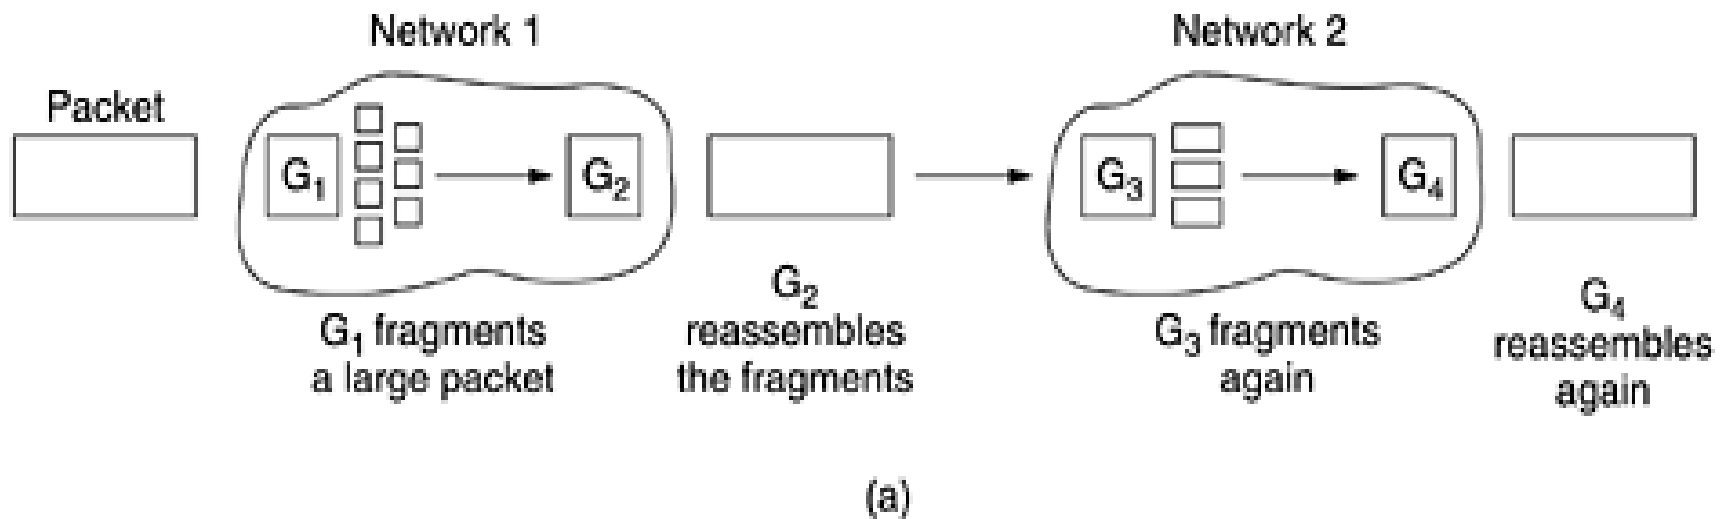 Network 1
Network 2
Packet
G₁
G₂
G₃
G₄
G₁ fragments
a large packet
G₂
reassembles
the fragments
G₃ fragments
again
G₄
reassembles
again
(a)